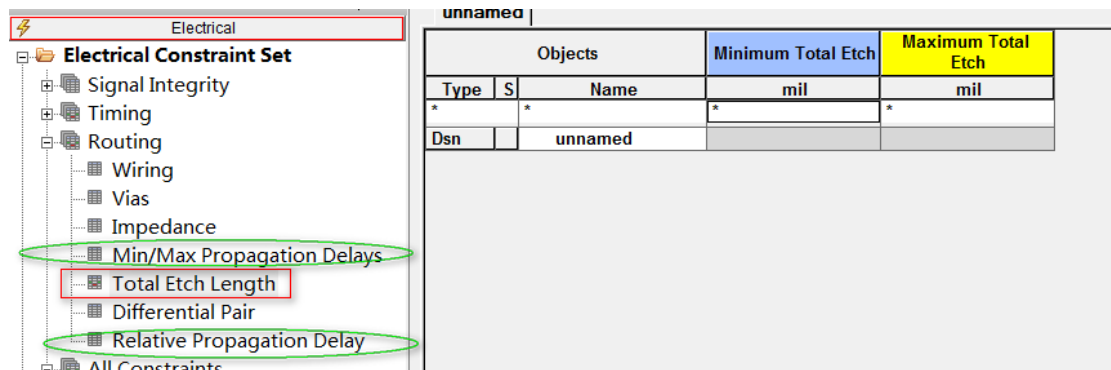 unnamed
Electrical
Electrical Constraint Set
Signal Integrity
Timing
Routing
Wiring
Vias
Impedance
Min/Max Propagation Delays
Total Etch Length
Differential Pair
Relative Propagation Delay
All Constraints
Objects Minimum Total Etch Maximum Total Etch
Type S Name mil mil
* * * *
Dsn unnamed